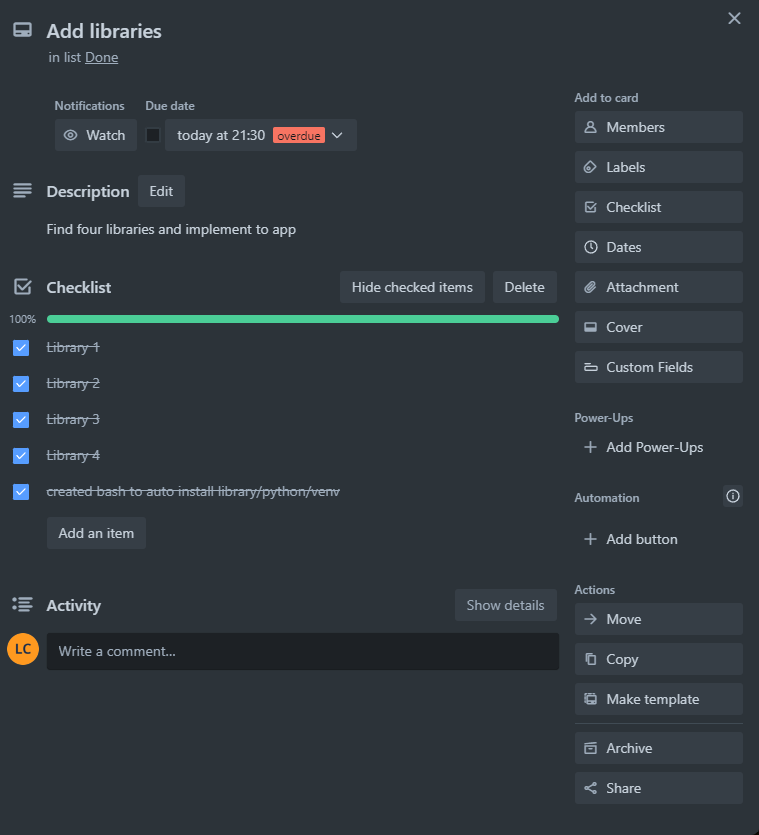 Add libraries
in list Done
Notifications
Due date
Watch
today at 21:30 overdue
Description
Edit
Find four libraries and implement to app
Checklist
Hide checked items
Delete
100%
Library 1
Library 2
Library 3
Library 4
created bash to auto install library/python/venv
Add an item
Activity
Show details
LC
Write a comment...
Add to card
Members
Labels
Checklist
Dates
Attachment
Cover
Custom Fields
Power-Ups
Add Power-Ups
Automation
Add button
Actions
Move
Copy
Make template
Archive
Share